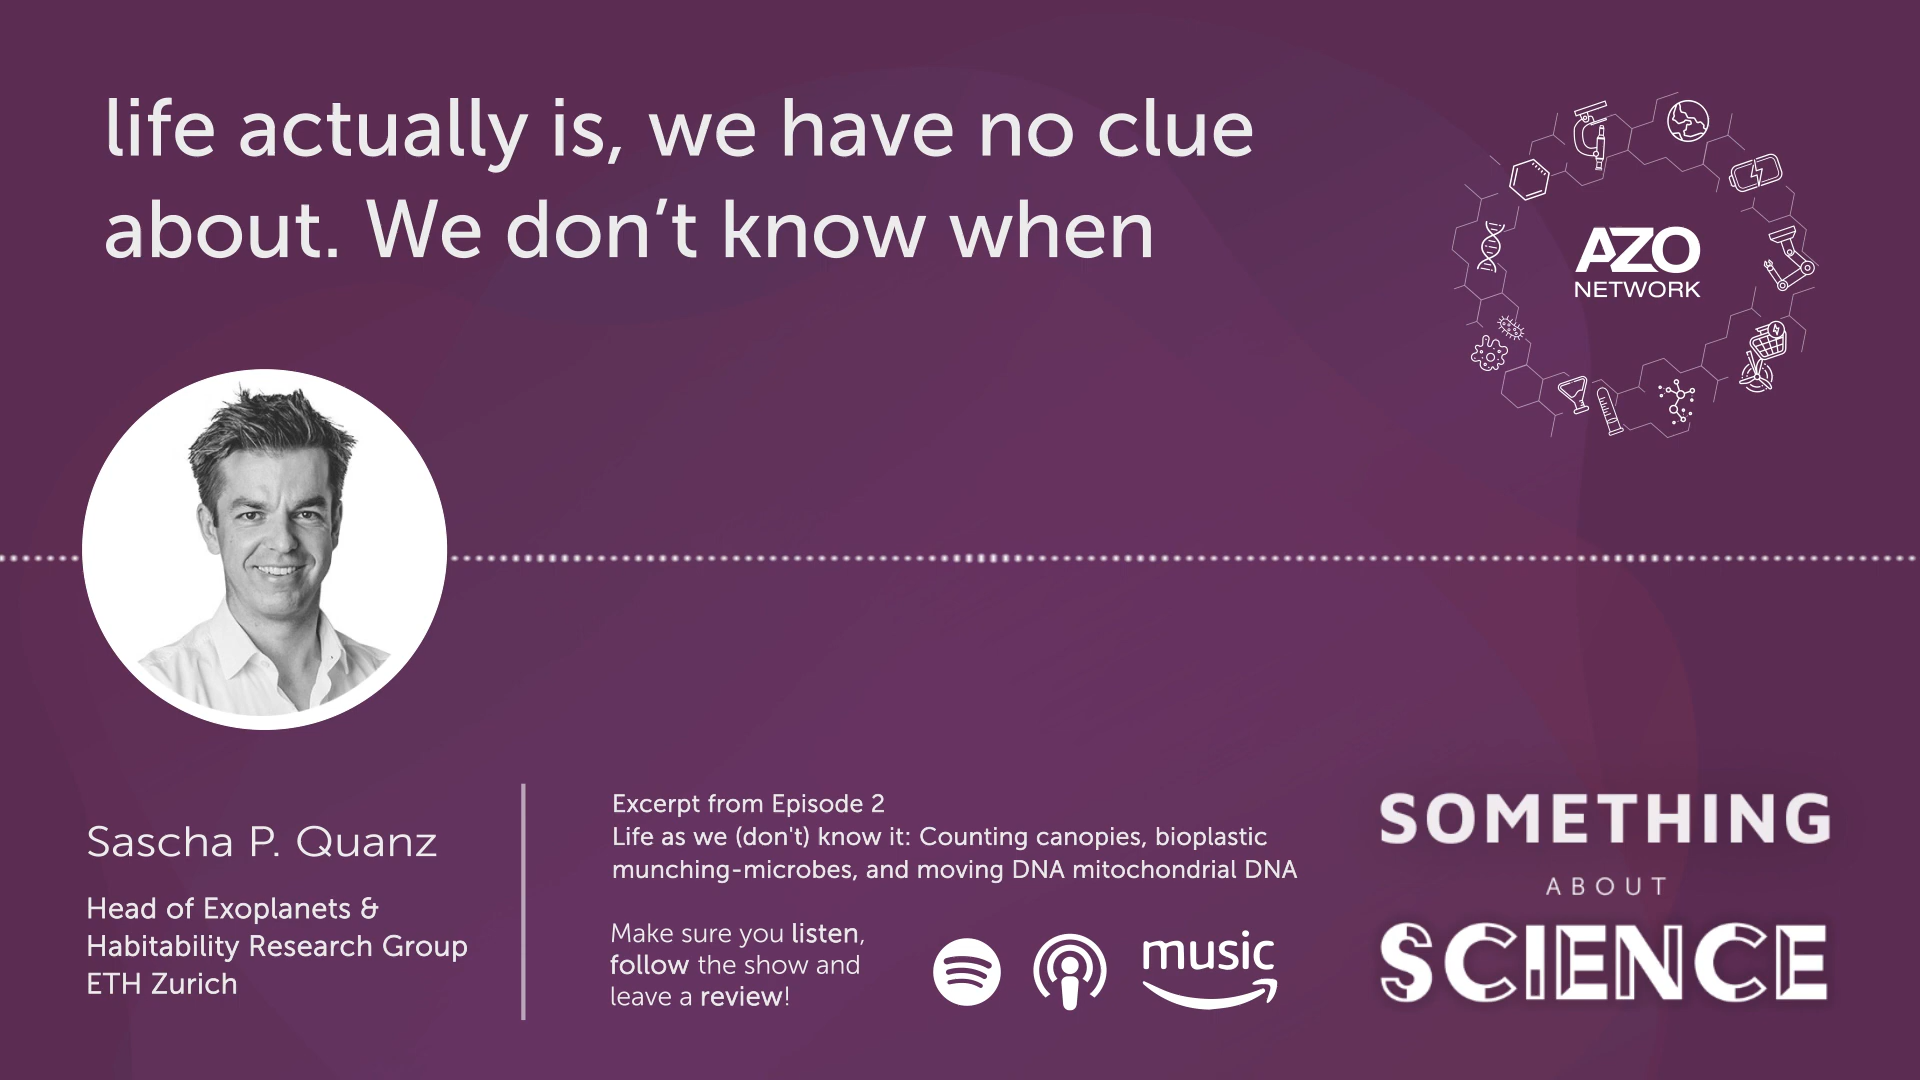 life actually is, we have no clue
about. We don’t know when
AZO
NETWORK
Sascha P. Quanz
Head of Exoplanets &
Habitability Research Group
ETH Zurich
Excerpt from Episode 2
Life as we (don't) know it: Counting canopies, bioplastic
munching-microbes, and moving DNA mitochondrial DNA
Make sure you listen,
follow the show and
leave a review!
music
SOMETHING
ABOUT
SCIENCE